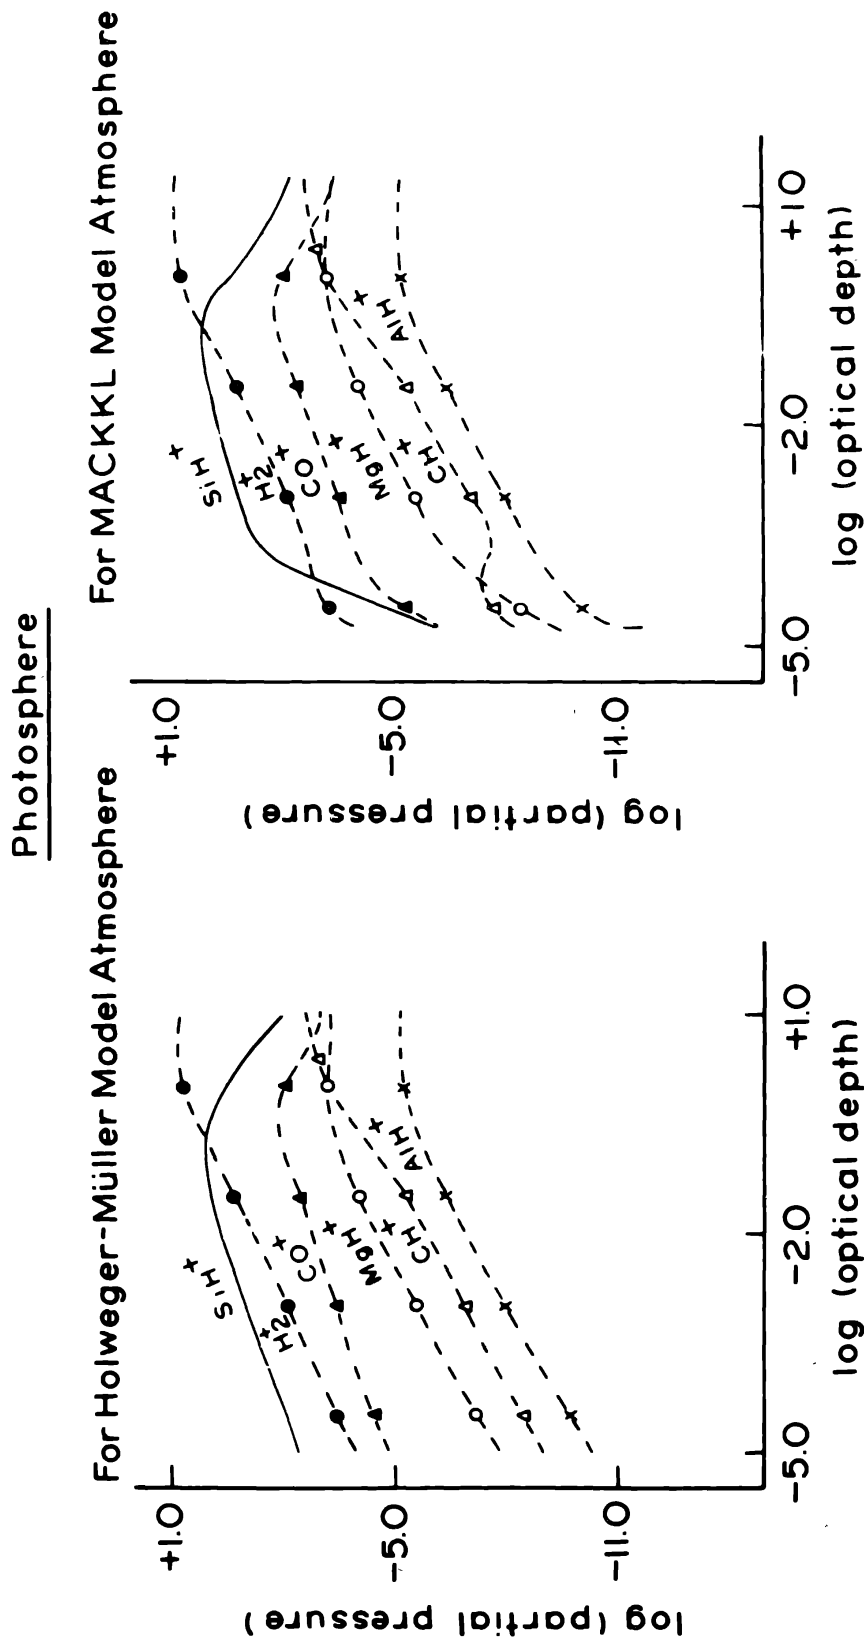 Photosphere
For Holweger-Müller Model Atmosphere
log (partial pressure)
+1.0
-5.0
-11.0
SiH+
H2+
CO+
MgH+
CH+
AlH+
-5.0
-2.0
+1.0
log (optical depth)
For MACKKL Model Atmosphere
log (partial pressure)
+1.0
-5.0
-11.0
SiH+
H2+
CO+
MgH+
CH+
AlH+
-5.0
-2.0
+10
log (optical depth)